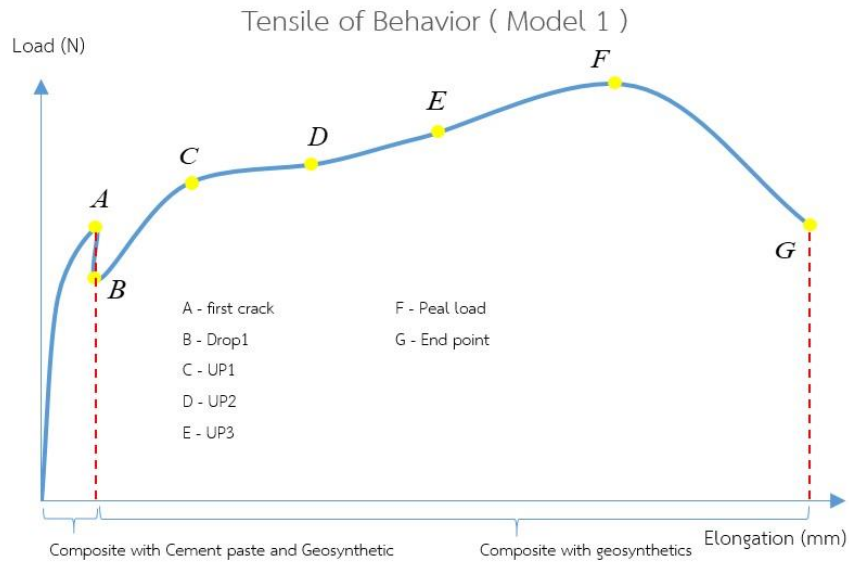 Tensile of Behavior ( Model 1 )
Load (N)
F
E
D
C
A
B
G
A - first crack
B - Drop1
C - UP1
D - UP2
E - UP3
F - Peal load
G - End point
Elongation (mm)
Composite with Cement paste and Geosynthetic
Composite with geosynthetics